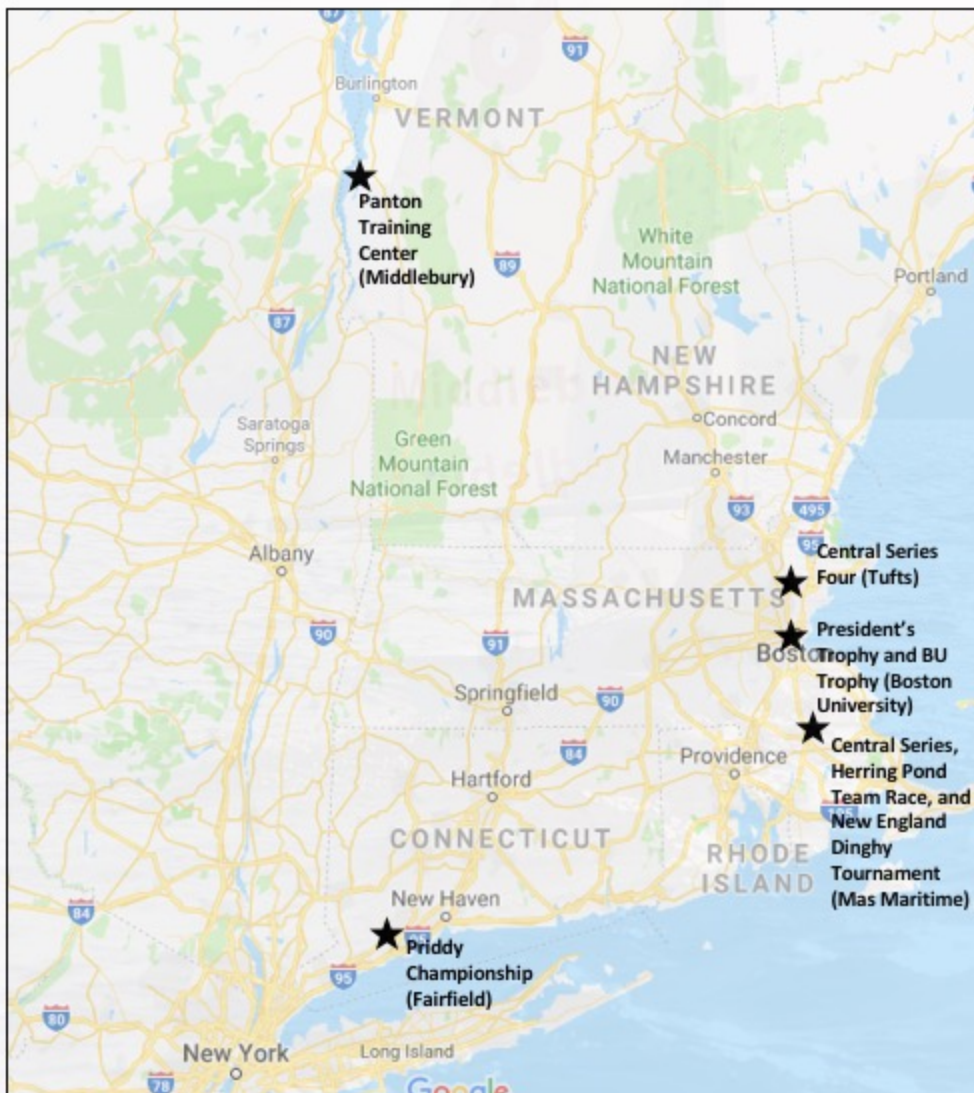 87
91
Burlington
VERMONT
Panton
Training
Center
(Middlebury)
89
White
Mountain
National Forest
Portland
87
NEW
HAMPSHIRE
Concord
Saratoga
Springs
Green
Mountain
National Forest
Manchester
93
495
95
Albany
Central Series
Four (Tufts)
MASSACHUSETTS
90
91
President's
Trophy and BU
Trophy (Boston
University)
Boston
Springfield
90
Central Series,
Herring Pond
Team Race, and
New England
Dinghy
Tournament
(Mas Maritime)
84
Providence
Hartford
195
CONNECTICUT
RHODE
ISLAND
New Haven
84
95
Priddy
Championship
(Fairfield)
95
80
New York
Long Island
78
Google